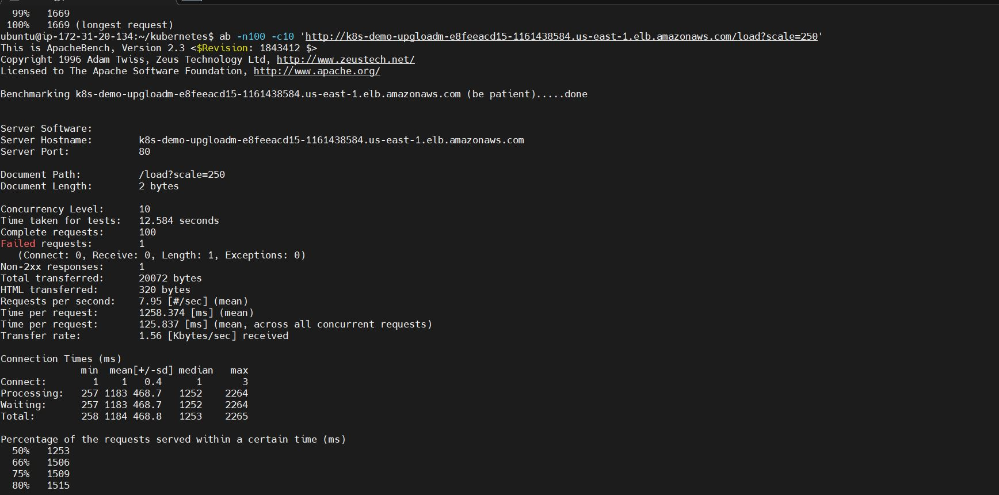 99% 1669
100% 1669 (longest request)
ubuntu@ip-172-31-20-134:~/kubernetes$ ab -n100 -c10 'http://k8s-demo-upgloadm-e8feeacd15-1161438584.us-east-1.elb.amazonaws.com/load?scale=250'
This is ApacheBench, Version 2.3 <$Revision: 1843412 $>
Copyright 1996 Adam Twiss, Zeus Technology Ltd, http://www.zeustech.net/
Licensed to The Apache Software Foundation, http://www.apache.org/
Benchmarking k8s-demo-upgloadm-e8feeacd15-1161438584.us-east-1.elb.amazonaws.com (be patient).....done
Server Software:
Server Hostname: k8s-demo-upgloadm-e8feeacd15-1161438584.us-east-1.elb.amazonaws.com
Server Port: 80
Document Path: /load?scale=250
Document Length: 2 bytes
Concurrency Level: 10
Time taken for tests: 12.584 seconds
Complete requests: 100
Failed requests: 1
(Connect: 0, Receive: 0, Length: 1, Exceptions: 0)
Non-2xx responses: 1
Total transferred: 20072 bytes
HTML transferred: 320 bytes
Requests per second: 7.95 [#/sec] (mean)
Time per request: 1258.374 [ms] (mean)
Time per request: 125.837 [ms] (mean, across all concurrent requests)
Transfer rate: 1.56 [Kbytes/sec] received
Connection Times (ms)
min mean[+/-sd] median max
Connect: 1 1 0.4 1 3
Processing: 257 1183 468.7 1252 2264
Waiting: 257 1183 468.7 1252 2264
Total: 258 1184 468.8 1253 2265
Percentage of the requests served within a certain time (ms)
50% 1253
66% 1506
75% 1509
80% 1515